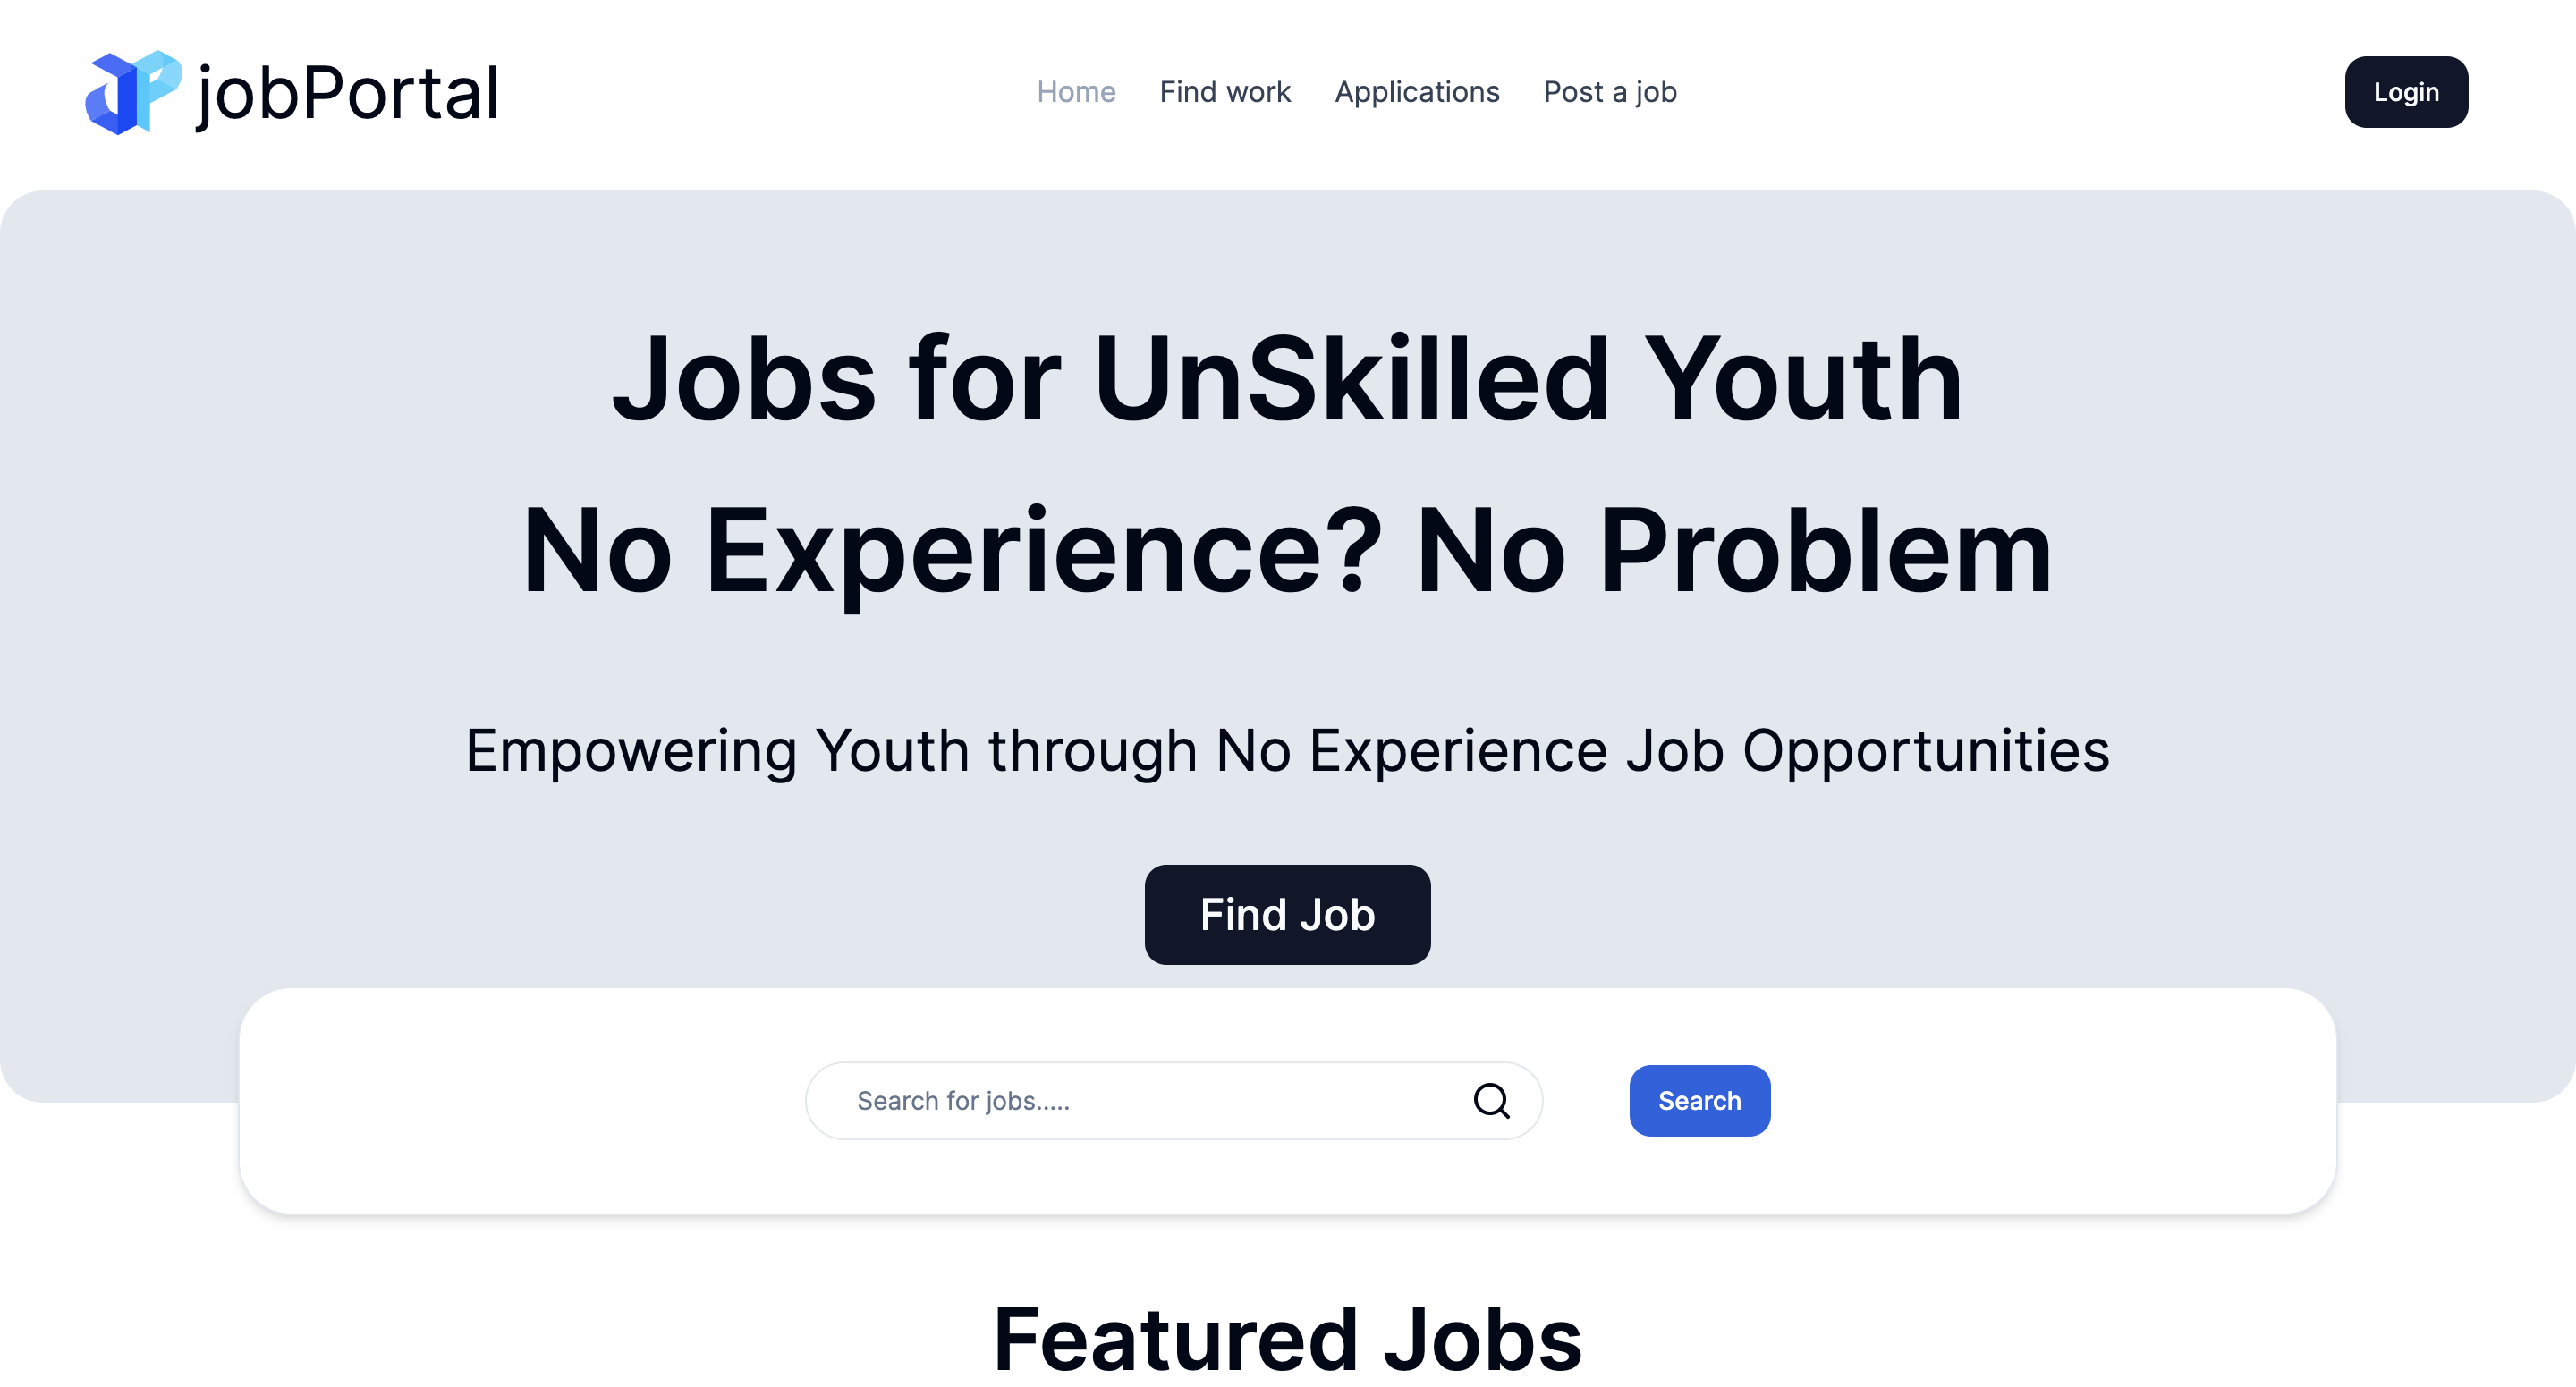 jobPortal
Home Find work Applications Post a job
Login
Jobs for UnSkilled Youth
No Experience? No Problem
Empowering Youth through No Experience Job Opportunities
Find Job
Search for jobs.....
Search
Featured Jobs